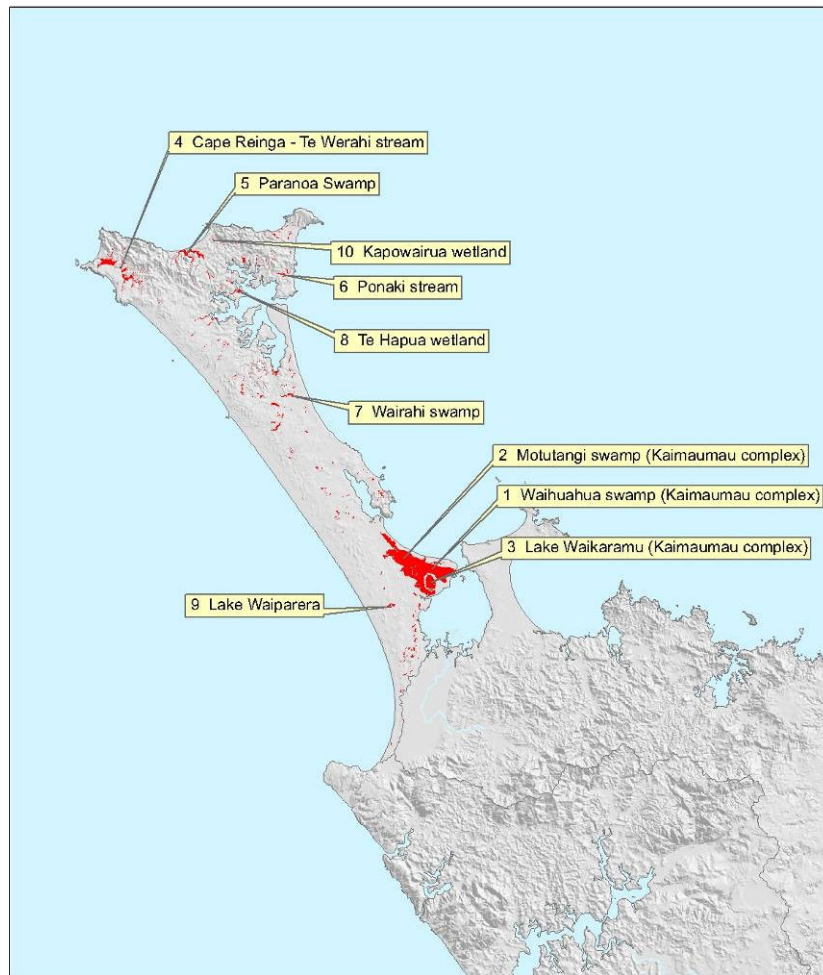 4 Cape Reinga - Te Werahi stream
5 Paranoa Swamp
10 Kapowairua wetland
6 Ponaki stream
8 Te Hapua wetland
7 Wairahi swamp
2 Motutangi swamp (Kaimaumau complex)
1 Waihuahua swamp (Kaimaumau complex)
3 Lake Waikaramu (Kaimaumau complex)
9 Lake Waiparera